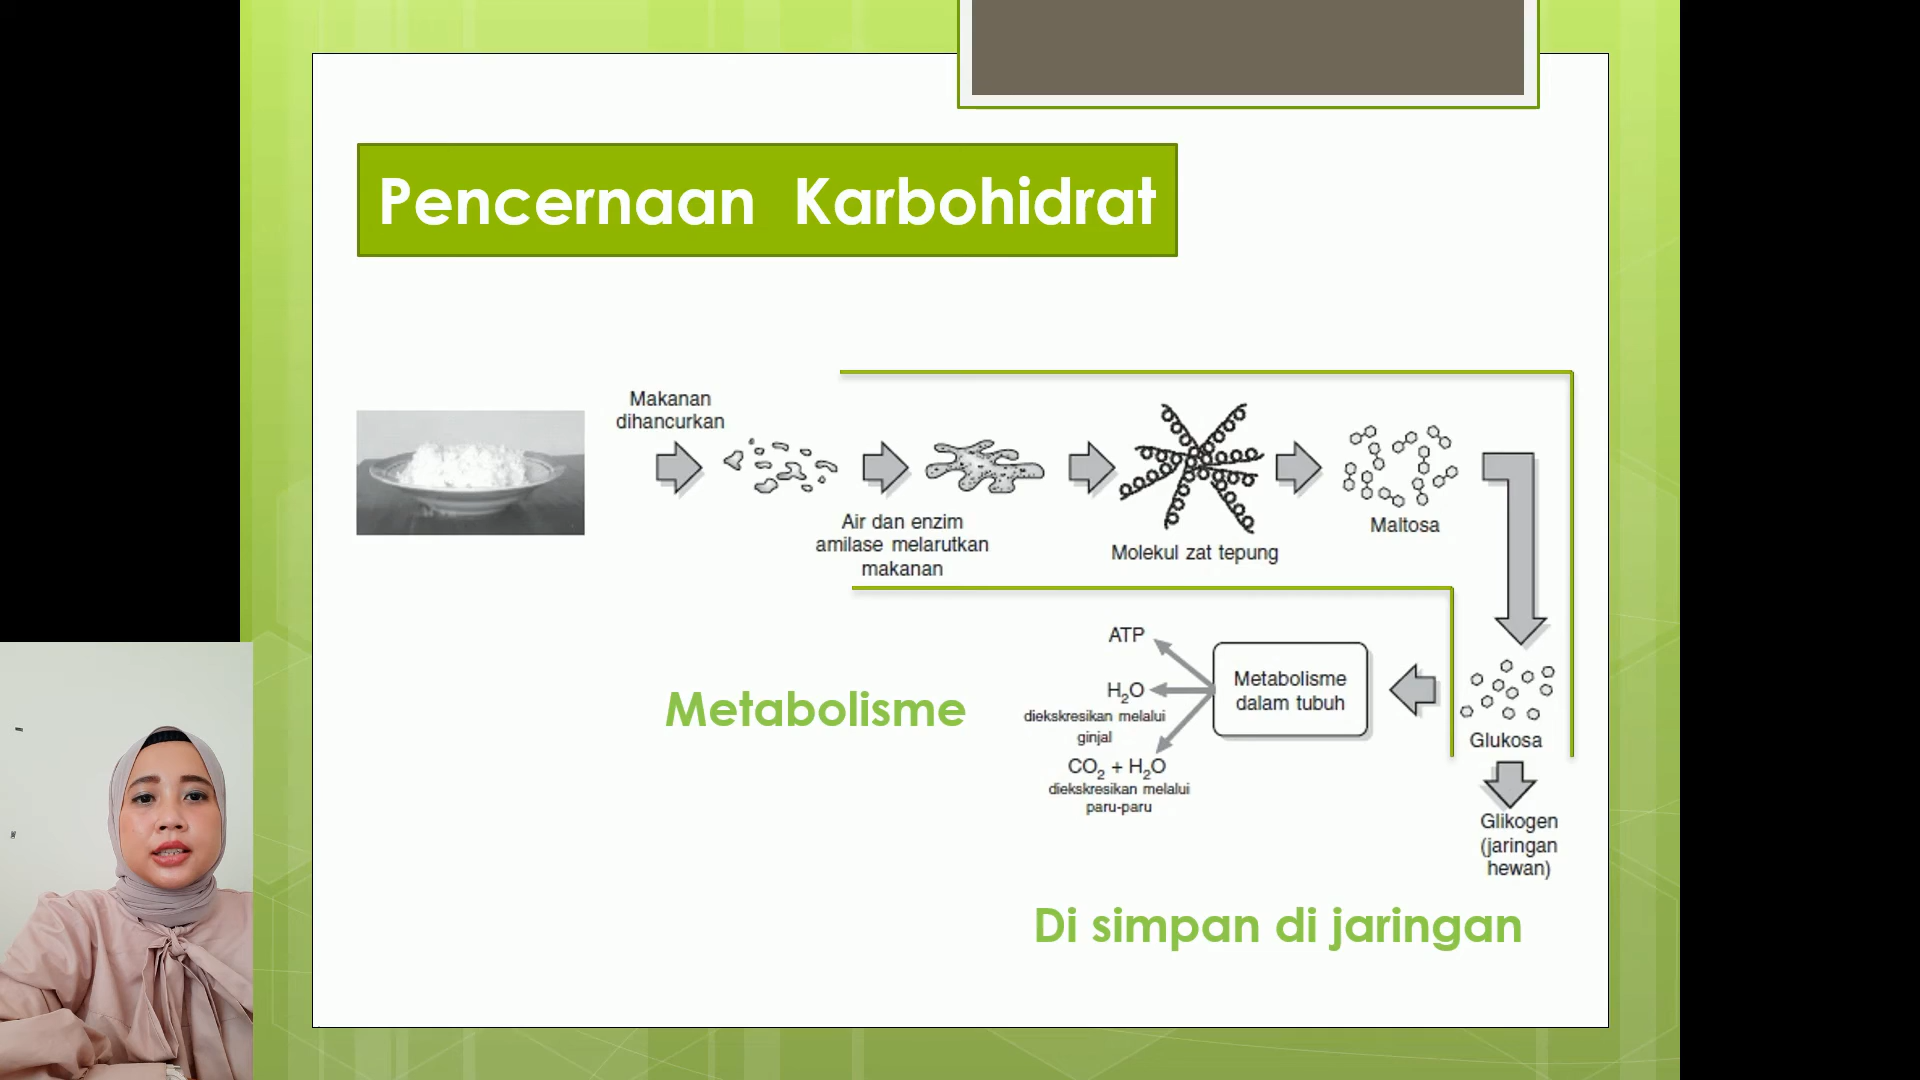 Pencernaan Karbohidrat
Makanan
dihancurkan
Air dan enzim
amilase melarutkan
makanan
Molekul zat tepung
Maltosa
Glukosa
Glikogen
(jaringan
hewan)
Metabolisme
dalam tubuh
ATP
H₂O
diekskresikan melalui
ginjal
CO₂ + H₂O
diekskresikan melalui
paru-paru
Metabolisme
Di simpan di jaringan